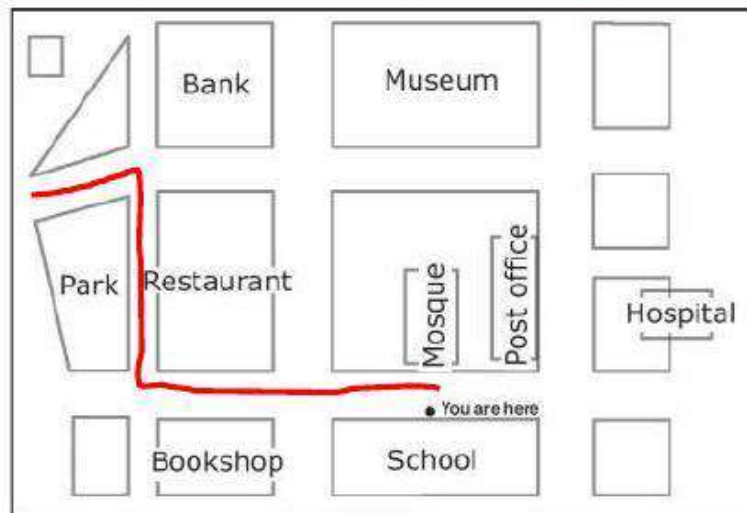 Bank
Museum
Park
Restaurant
Mosque
Post office
Hospital
You are here
Bookshop
School